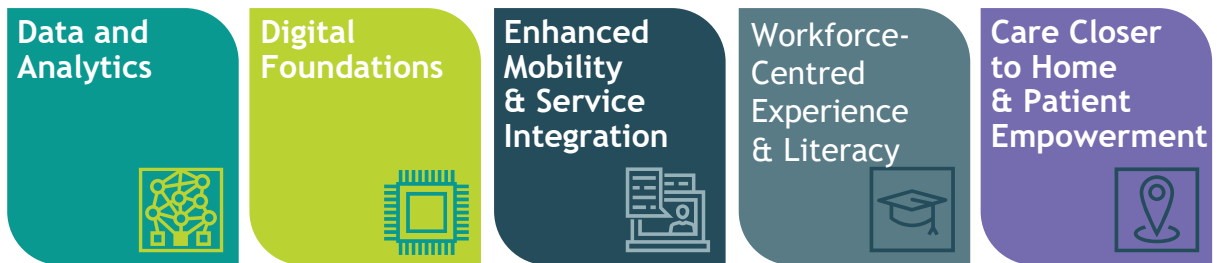 Data and
Analytics
Digital
Foundations
Enhanced
Mobility
& Service
Integration
Workforce-
Centred
Experience
& Literacy
Care Closer
to Home
& Patient
Empowerment